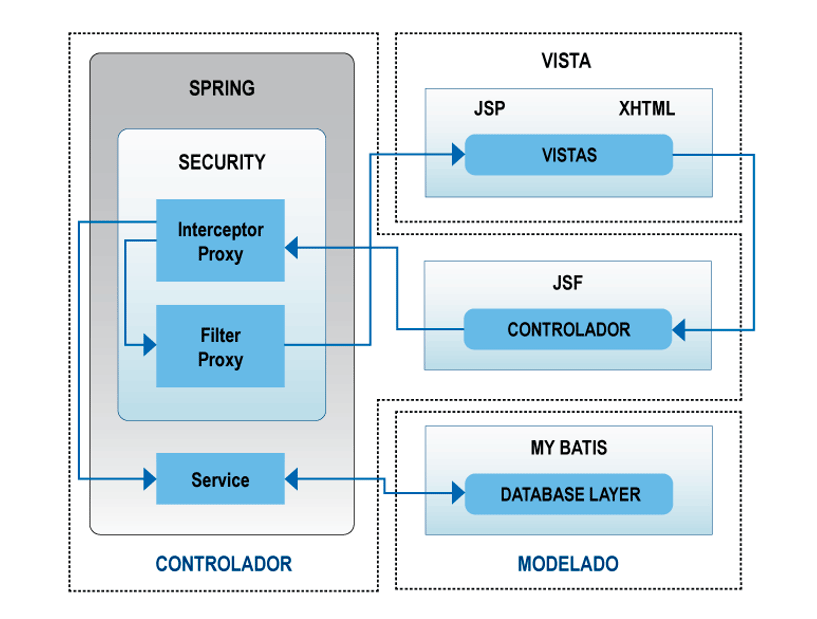 SPRING
SECURITY
Interceptor
Proxy
Filter
Proxy
Service
CONTROLADOR
VISTA
JSP XHTML
VISTAS
JSF
CONTROLADOR
MY BATIS
DATABASE LAYER
MODELADO